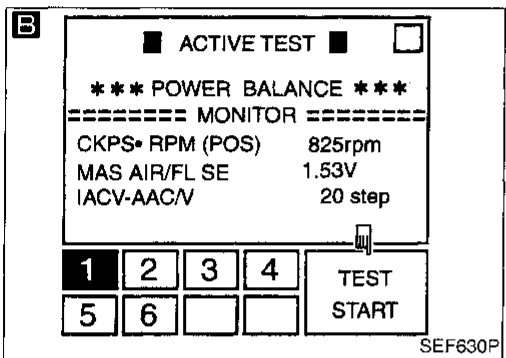 B
ACTIVE TEST
*** POWER BALANCE ***
======== MONITOR ========
CKPS• RPM (POS) 825rpm
MAS AIR/FL SE 1.53V
IACV-AAC/V 20 step
1 2 3 4
5 6
TEST
START
SEF630P